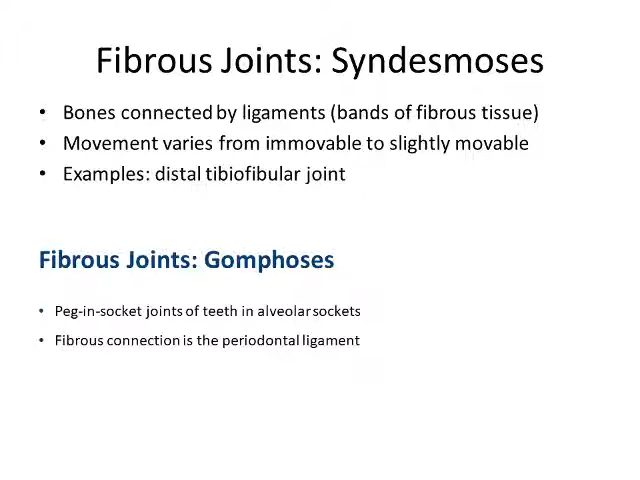 Fibrous Joints: Syndesmoses
• Bones connected by ligaments (bands of fibrous tissue)
• Movement varies from immovable to slightly movable
• Examples: distal tibiofibular joint
Fibrous Joints: Gomphoses
• Peg-in-socket joints of teeth in alveolar sockets
• Fibrous connection is the periodontal ligament